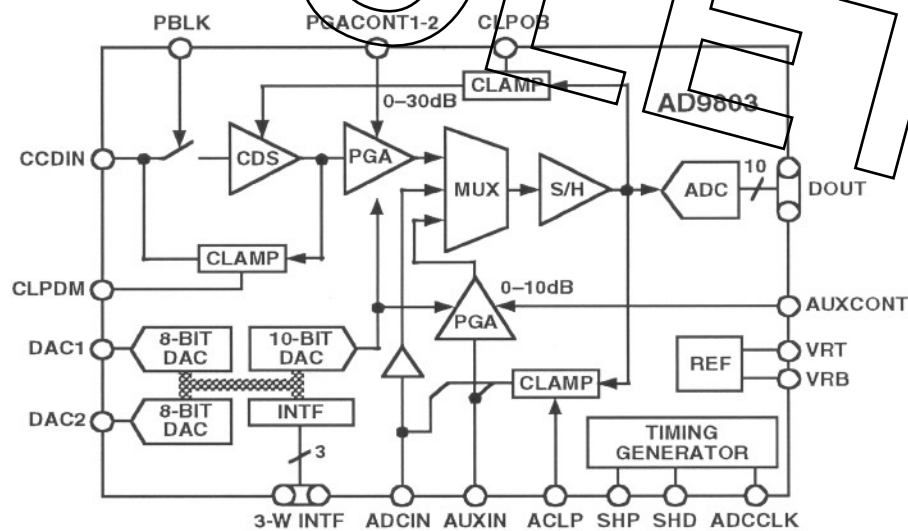 PBLK
PGACONT1-2
CLPOB
CLAMP
0–30dB
AD9803
CCDIN
CDS
PGA
MUX
S/H
ADC
10
DOUT
CLAMP
CLPDM
0–10dB
PGA
AUXCONT
DAC1
8-BIT
DAC
10-BIT
DAC
REF
VRT
VRB
CLAMP
DAC2
8-BIT
DAC
INTF
3
TIMING
GENERATOR
3-W INTF
ADCIN
AUXIN
ACLP
SHP
SHD
ADCCLK